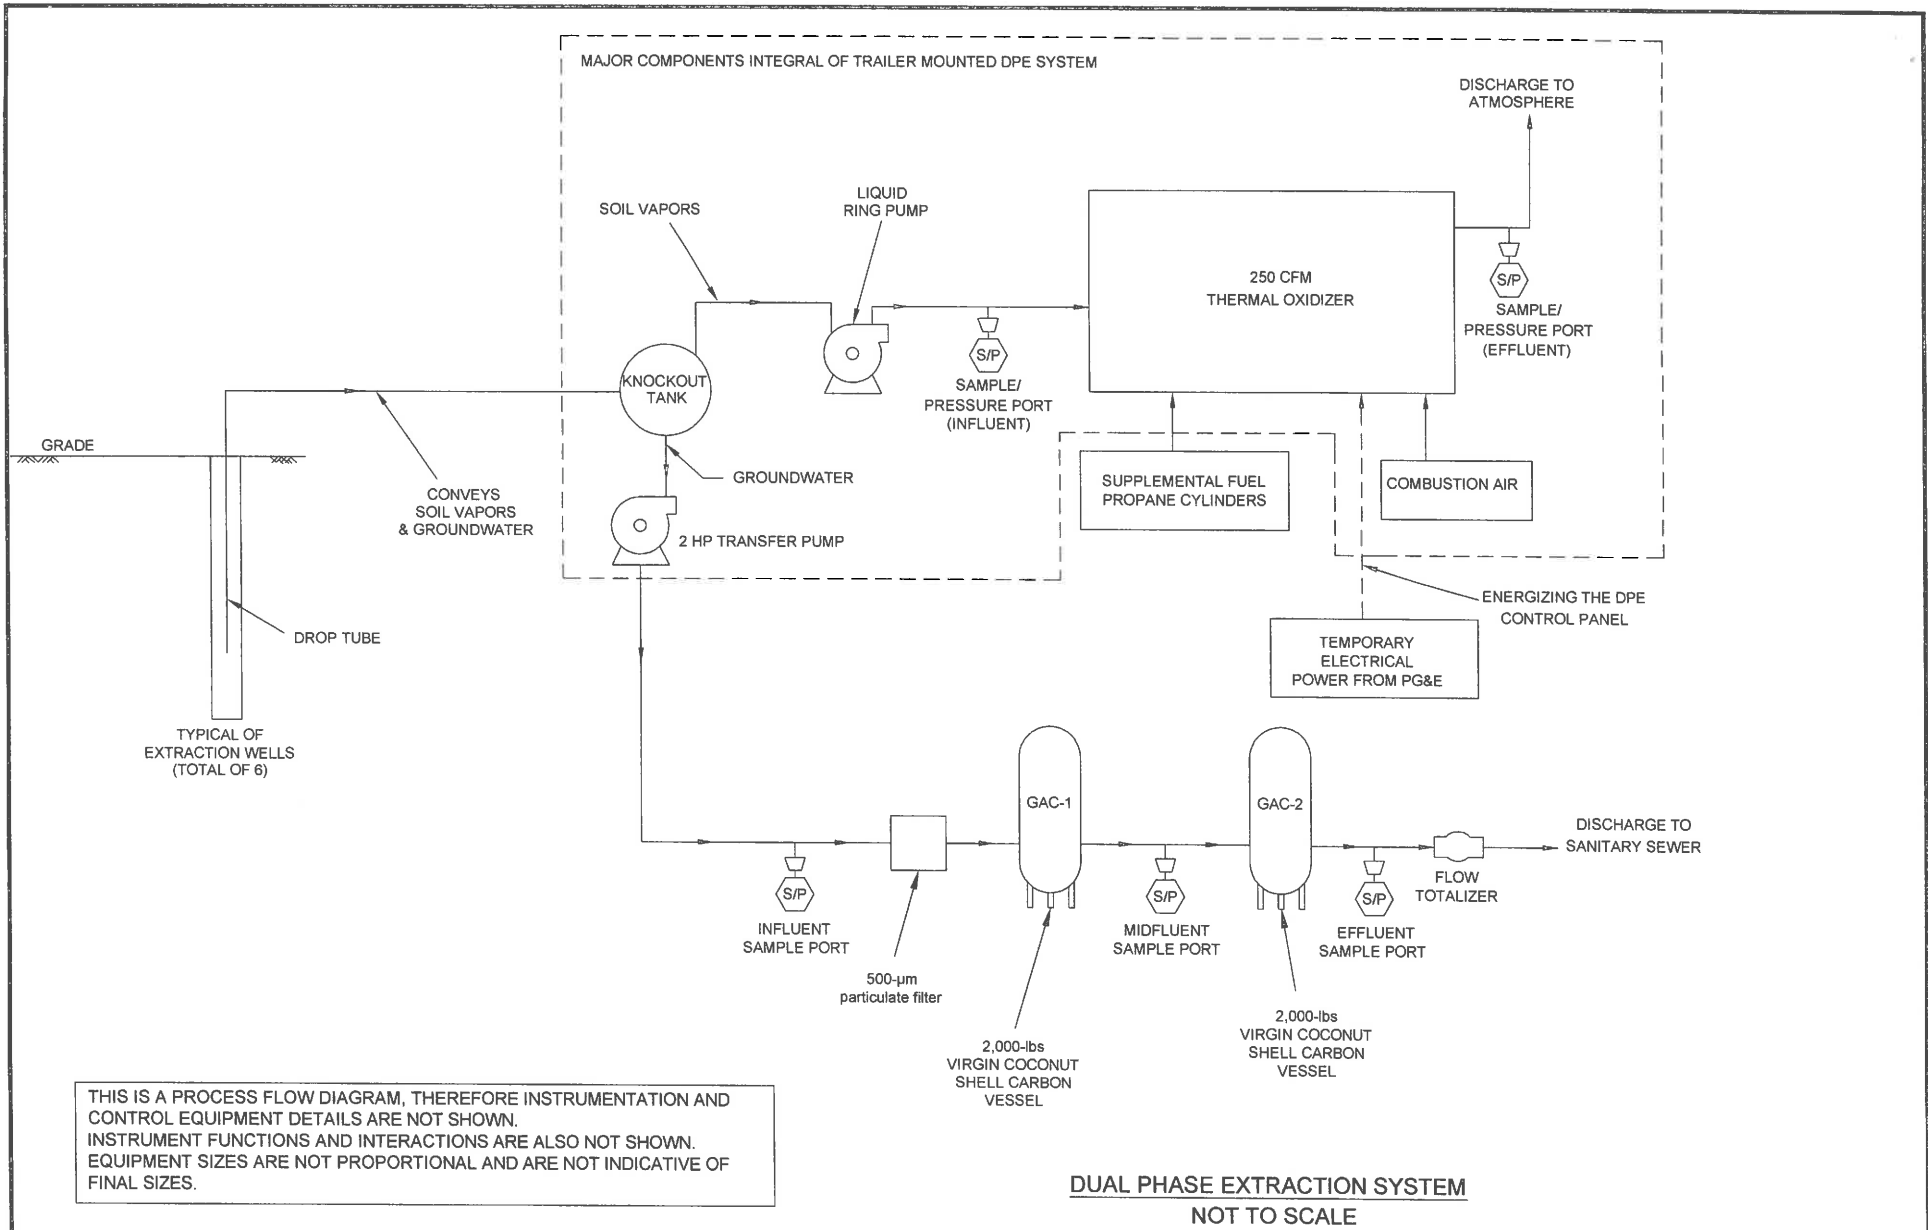 MAJOR COMPONENTS INTEGRAL OF TRAILER MOUNTED DPE SYSTEM
DISCHARGE TO
ATMOSPHERE
SOIL VAPORS
LIQUID
RING PUMP
250 CFM
THERMAL OXIDIZER
S/P
SAMPLE/
PRESSURE PORT
(EFFLUENT)
S/P
SAMPLE/
PRESSURE PORT
(INFLUENT)
KNOCKOUT
TANK
GRADE
CONVEYS
SOIL VAPORS
& GROUNDWATER
GROUNDWATER
2 HP TRANSFER PUMP
SUPPLEMENTAL FUEL
PROPANE CYLINDERS
COMBUSTION AIR
ENERGIZING THE DPE
CONTROL PANEL
TEMPORARY
ELECTRICAL
POWER FROM PG&E
DROP TUBE
TYPICAL OF
EXTRACTION WELLS
(TOTAL OF 6)
GAC-1
GAC-2
DISCHARGE TO
SANITARY SEWER
FLOW
TOTALIZER
S/P
INFLUENT
SAMPLE PORT
S/P
MIDFLUENT
SAMPLE PORT
S/P
EFFLUENT
SAMPLE PORT
500-µm
particulate filter
2,000-lbs
VIRGIN COCONUT
SHELL CARBON
VESSEL
2,000-lbs
VIRGIN COCONUT
SHELL CARBON
VESSEL
THIS IS A PROCESS FLOW DIAGRAM, THEREFORE INSTRUMENTATION AND
CONTROL EQUIPMENT DETAILS ARE NOT SHOWN.
INSTRUMENT FUNCTIONS AND INTERACTIONS ARE ALSO NOT SHOWN.
EQUIPMENT SIZES ARE NOT PROPORTIONAL AND ARE NOT INDICATIVE OF
FINAL SIZES.
DUAL PHASE EXTRACTION SYSTEM
NOT TO SCALE